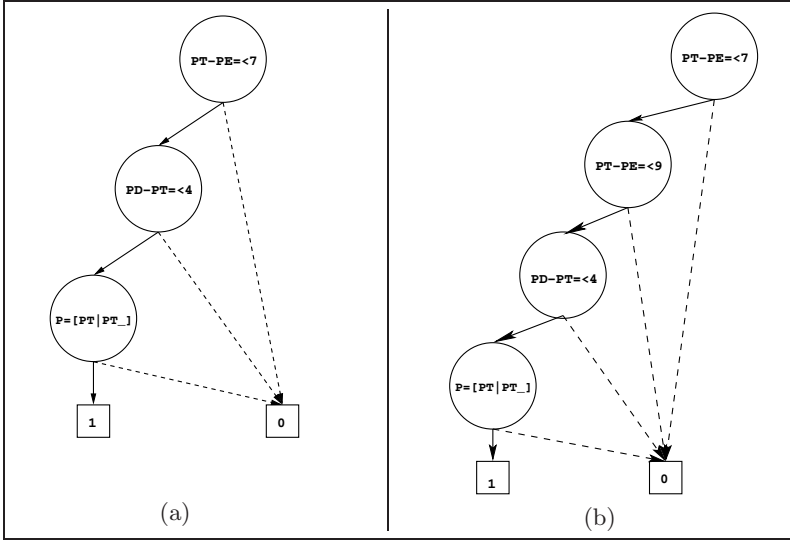 PT-PE=<7
PD-PT=<4
P=[PT|PT_]
1
0
(a)
PT-PE=<7
PT-PE=<9
PD-PT=<4
P=[PT|PT_]
1
0
(b)